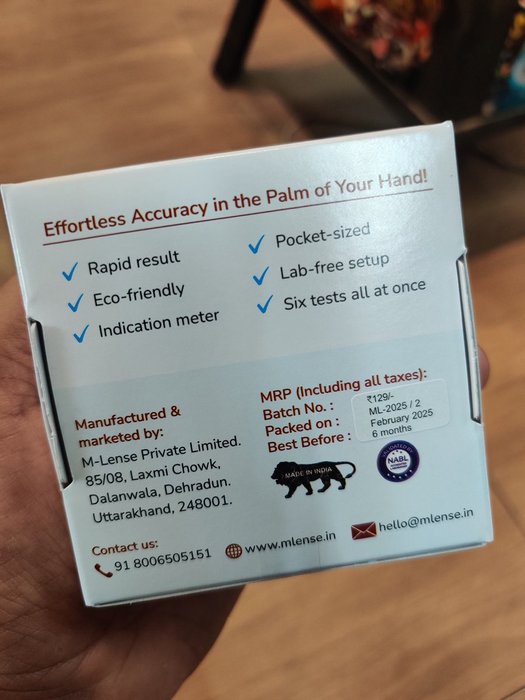 Effortless Accuracy in the Palm of Your Hand!
Rapid result
Eco-friendly
Indication meter
Pocket-sized
Lab-free setup
Six tests all at once
Manufactured &
marketed by:
M-Lense Private Limited.
85/08, Laxmi Chowk,
Dalanwala, Dehradun.
Uttarakhand, 248001.
MRP (Including all taxes): ₹129/-
Batch No. : ML-2025 / 2
Packed on : February 2025
Best Before : 6 months
MADE IN INDIA
NABL
Contact us:
91 8006505151
www.mlense.in
hello@mlense.in